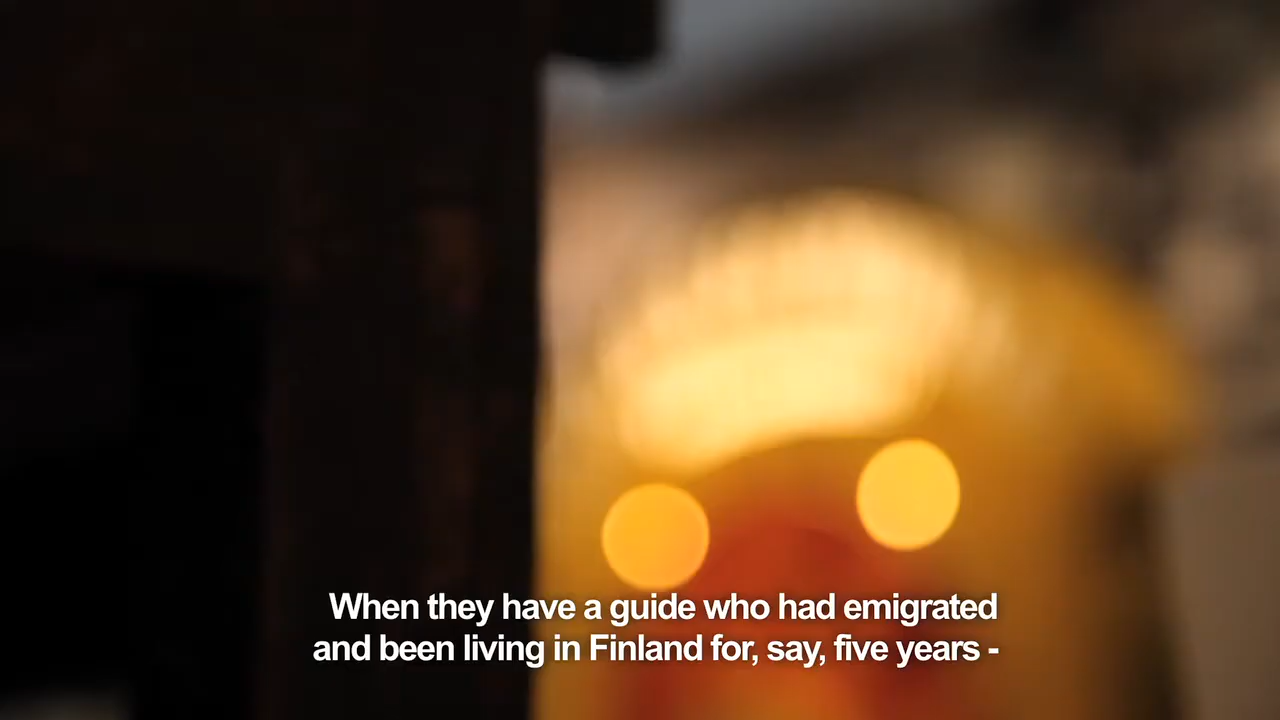 When they have a guide who had emigrated
and been living in Finland for, say, five years -